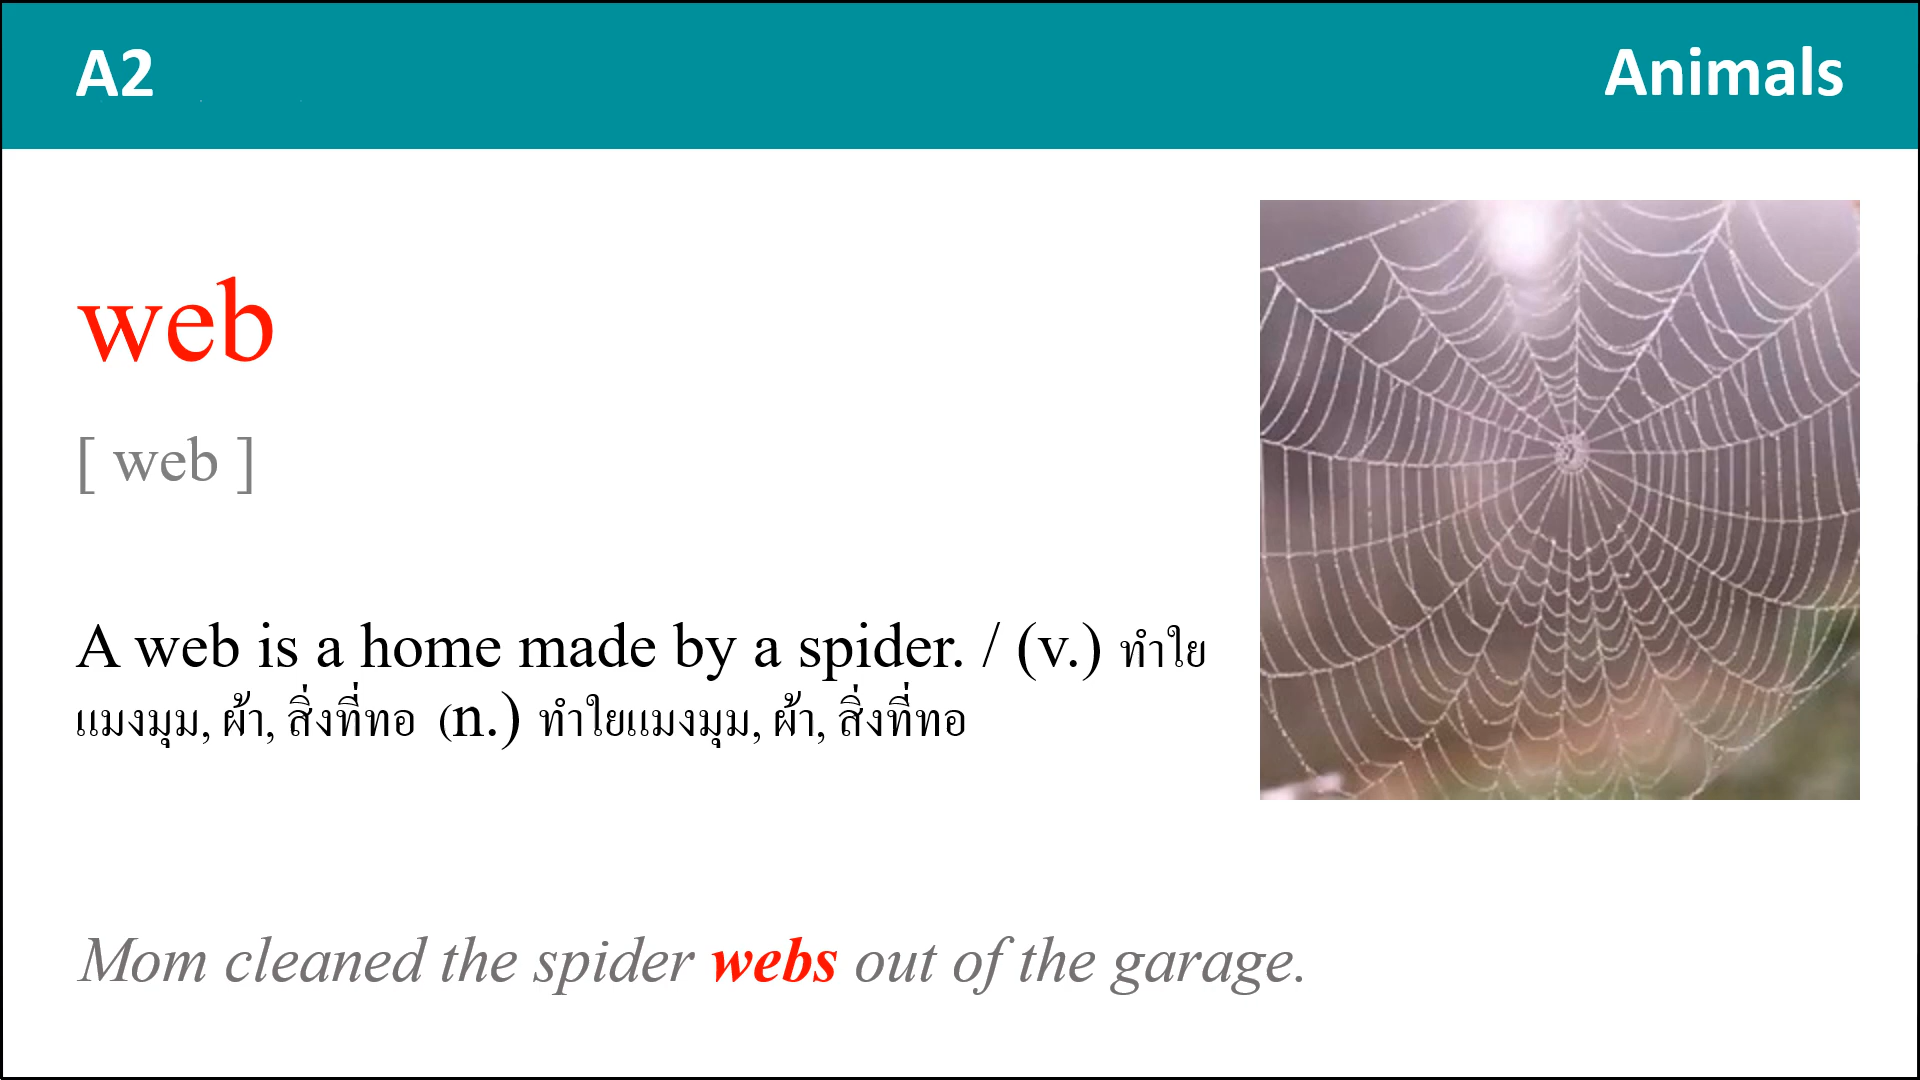 A2
Animals
web
[ web ]
A web is a home made by a spider. / (v.) ทำใย
แมงมุม, ผ้า, สิ่งที่ทอ (n.) ทำใยแมงมุม, ผ้า, สิ่งที่ทอ
Mom cleaned the spider webs out of the garage.